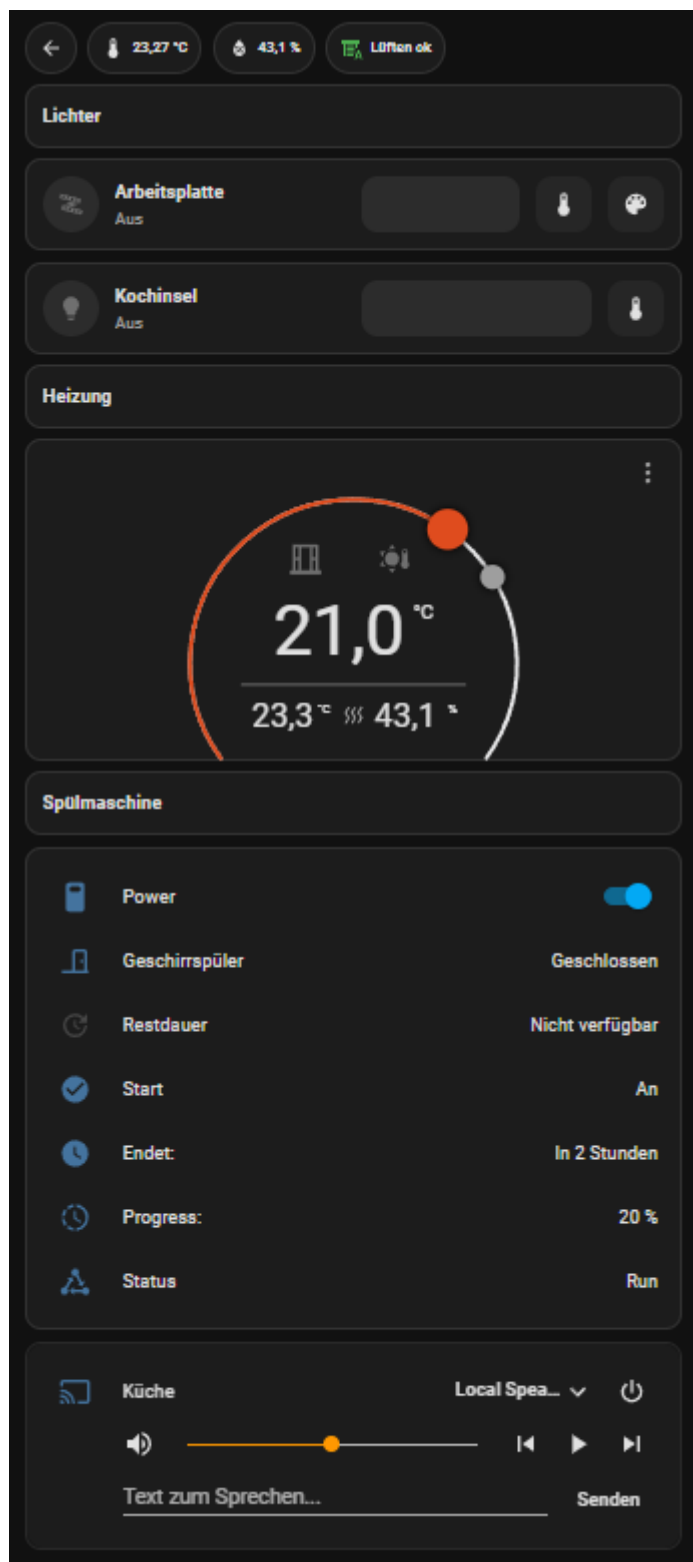 23,27 °C 43,1 % Lüften ok
Lichter
Arbeitsplatte
Aus
Kochinsel
Aus
Heizung
21,0 °C
23,3 °C 43,1 %
Spülmaschine
Power
Geschirrspüler Geschlossen
Restdauer Nicht verfügbar
Start An
Endet: In 2 Stunden
Progress: 20 %
Status Run
Küche Local Spea...
Text zum Sprechen... Senden